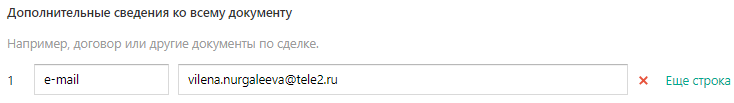 Дополнительные сведения ко всему документу
Например, договор или другие документы по сделке.
1 e-mail vilena.nurgaleeva@tele2.ru × Еще строка